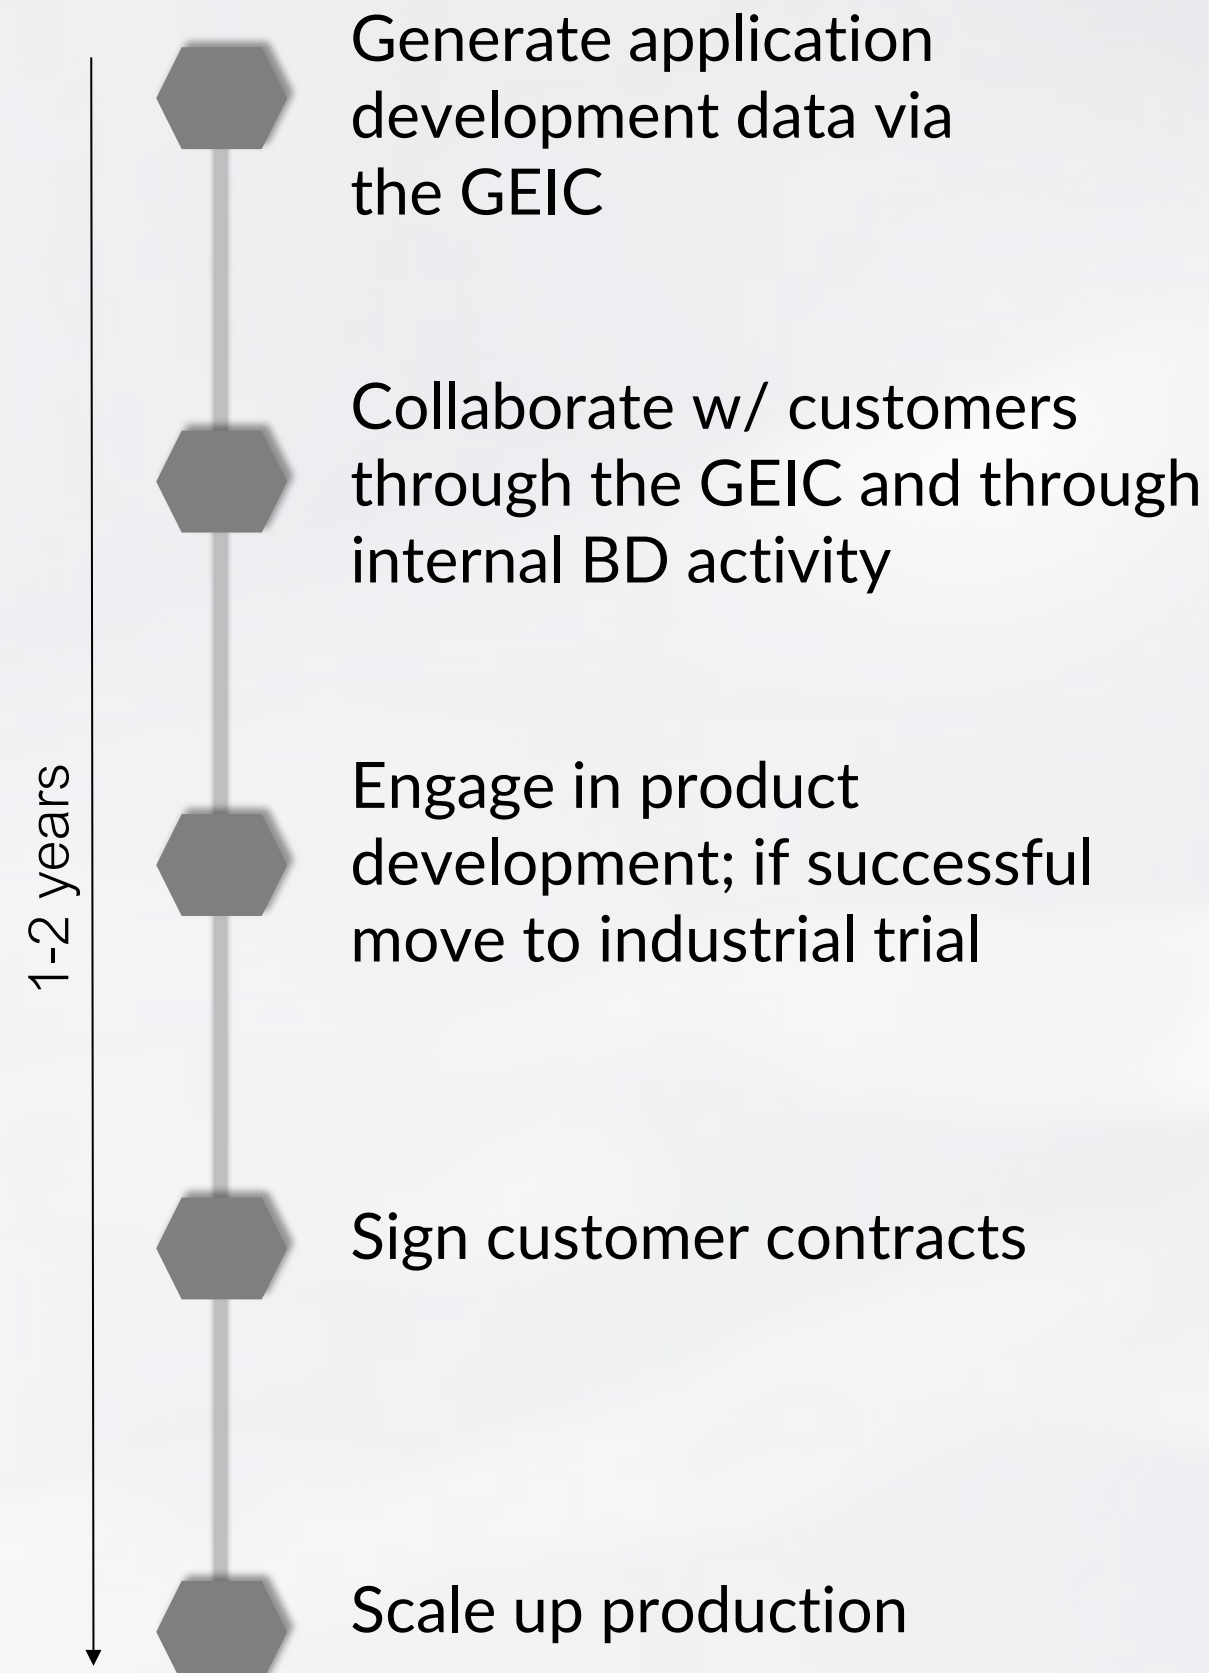 Generate application
development data via
the GEIC
Collaborate w/ customers
through the GEIC and through
internal BD activity
1-2 years
Engage in product
development; if successful
move to industrial trial
Sign customer contracts
Scale up production